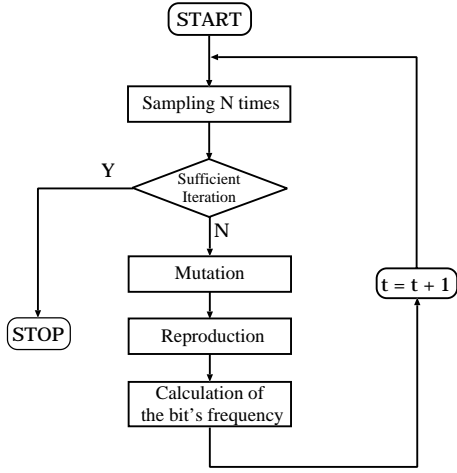 START
Sampling N times
Y
Sufficient
Iteration
N
Mutation
t = t + 1
STOP
Reproduction
Calculation of
the bit's frequency